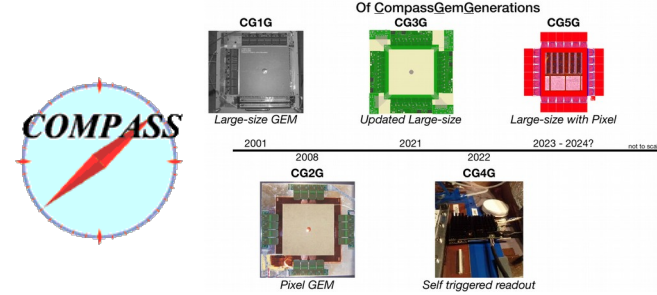 Of CompassGemGenerations
CG1G
CG3G
CG5G
COMPASS
Large-size GEM
Updated Large-size
Large-size with Pixel
2001
2021
2023 - 2024?
not to sca
2008
2022
CG2G
CG4G
Pixel GEM
Self triggered readout